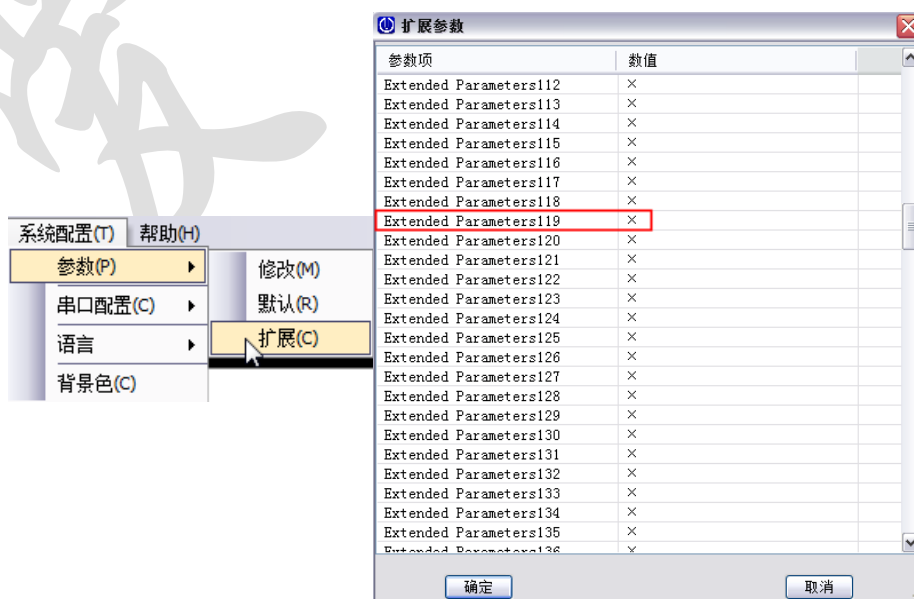 系统配置(T) 帮助(H)
参数(P)
串口配置(C)
语言
背景色(C)
修改(M)
默认(R)
扩展(C)
扩展参数
参数项 数值
Extended Parameters112 ×
Extended Parameters113 ×
Extended Parameters114 ×
Extended Parameters115 ×
Extended Parameters116 ×
Extended Parameters117 ×
Extended Parameters118 ×
Extended Parameters119 ×
Extended Parameters120 ×
Extended Parameters121 ×
Extended Parameters122 ×
Extended Parameters123 ×
Extended Parameters124 ×
Extended Parameters125 ×
Extended Parameters126 ×
Extended Parameters127 ×
Extended Parameters128 ×
Extended Parameters129 ×
Extended Parameters130 ×
Extended Parameters131 ×
Extended Parameters132 ×
Extended Parameters133 ×
Extended Parameters134 ×
Extended Parameters135 ×
Extended Parameters136 ×
确定 取消